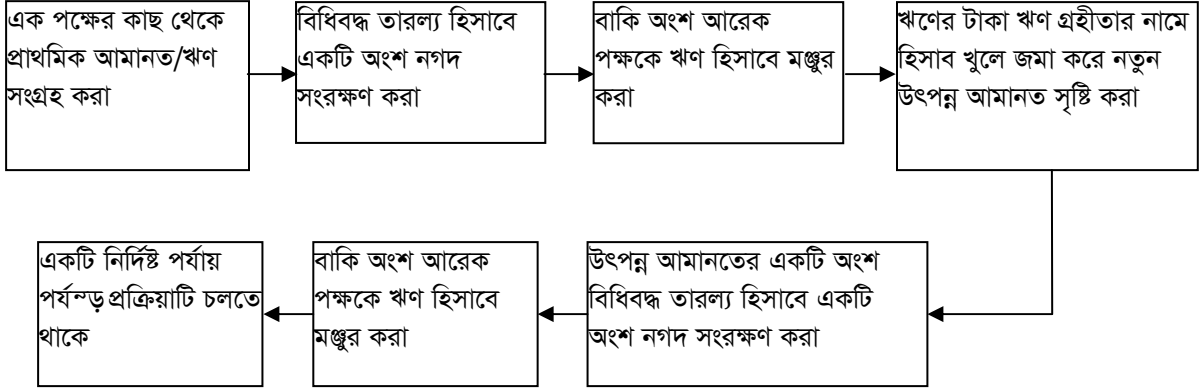 এক পক্ষের কাছ থেকে
প্রাথমিক আমানত/ঋণ
সংগ্রহ করা
বিধিবদ্ধ তারল্য হিসাবে
একটি অংশ নগদ
সংরক্ষণ করা
বাকি অংশ আরেক
পক্ষকে ঋণ হিসাবে মঞ্জুর
করা
ঋণের টাকা ঋণ গ্রহীতার নামে
হিসাব খুলে জমা করে নতুন
উৎপন্ন আমানত সৃষ্টি করা
উৎপন্ন আমানতের একটি অংশ
বিধিবদ্ধ তারল্য হিসাবে একটি
অংশ নগদ সংরক্ষণ করা
বাকি অংশ আরেক
পক্ষকে ঋণ হিসাবে
মঞ্জুর করা
একটি নির্দিষ্ট পর্যায়
পর্যন্ড় প্রক্রিয়াটি চলতে
থাকে